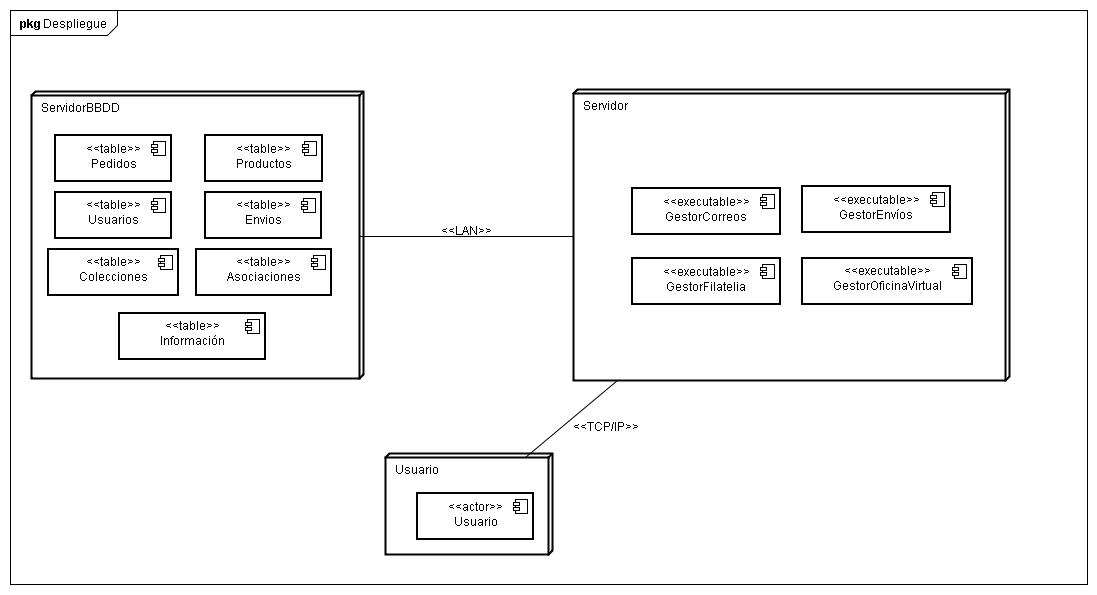 pkg Despliegue
ServidorBBDD
<<table>>
Pedidos
<<table>>
Productos
<<table>>
Usuarios
<<table>>
Envios
<<table>>
Colecciones
<<table>>
Asociaciones
<<table>>
Información
<<LAN>>
Servidor
<<executable>>
GestorCorreos
<<executable>>
GestorEnvíos
<<executable>>
GestorFilatelia
<<executable>>
GestorOficinaVirtual
<<TCP/IP>>
Usuario
<<actor>>
Usuario